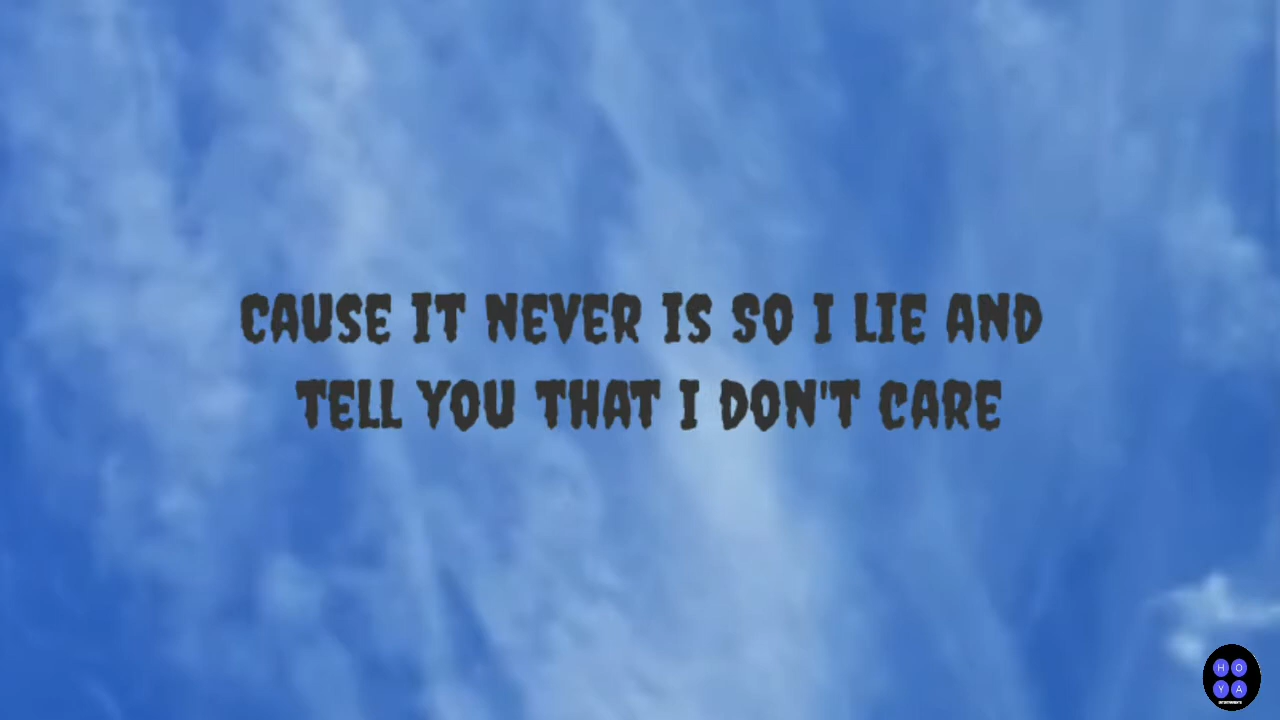 CAUSE IT NEVER IS SO I LIE AND
TELL YOU THAT I DON'T CARE
H O
Y A